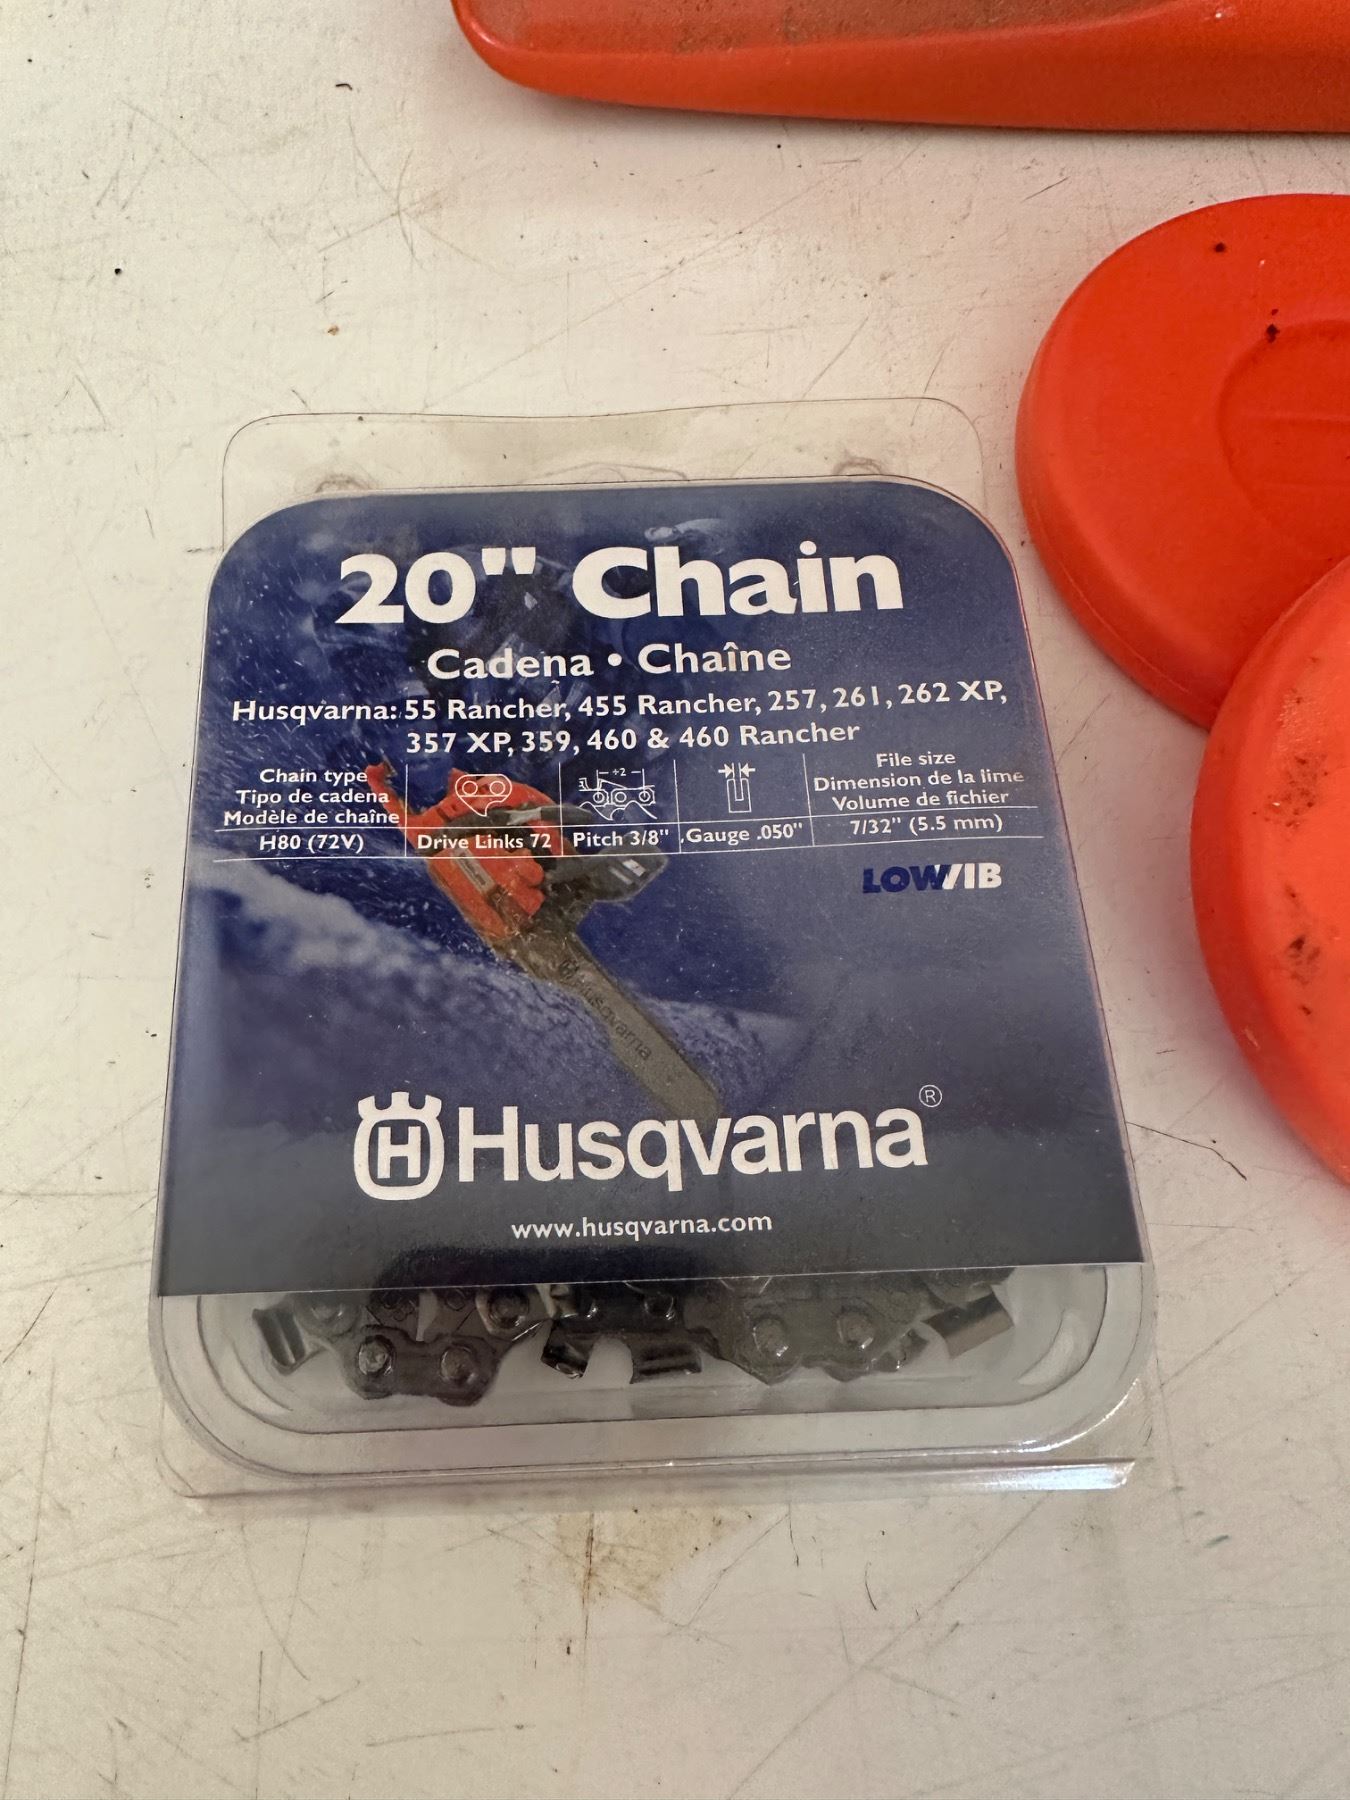 20" Chain
Cadena • Chaîne
Husqvarna: 55 Rancher, 455 Rancher, 257, 261, 262 XP,
357 XP, 359, 460 & 460 Rancher
Chain type
Tipo de cadena
Modèle de chaîne
H80 (72V)
Drive Links 72
÷2
Pitch 3/8"
Gauge .050"
File size
Dimensión de la lime
Volume de fichier
7/32" (5.5 mm)
LOWVIB
Husqvarna
H Husqvarna®
www.husqvarna.com